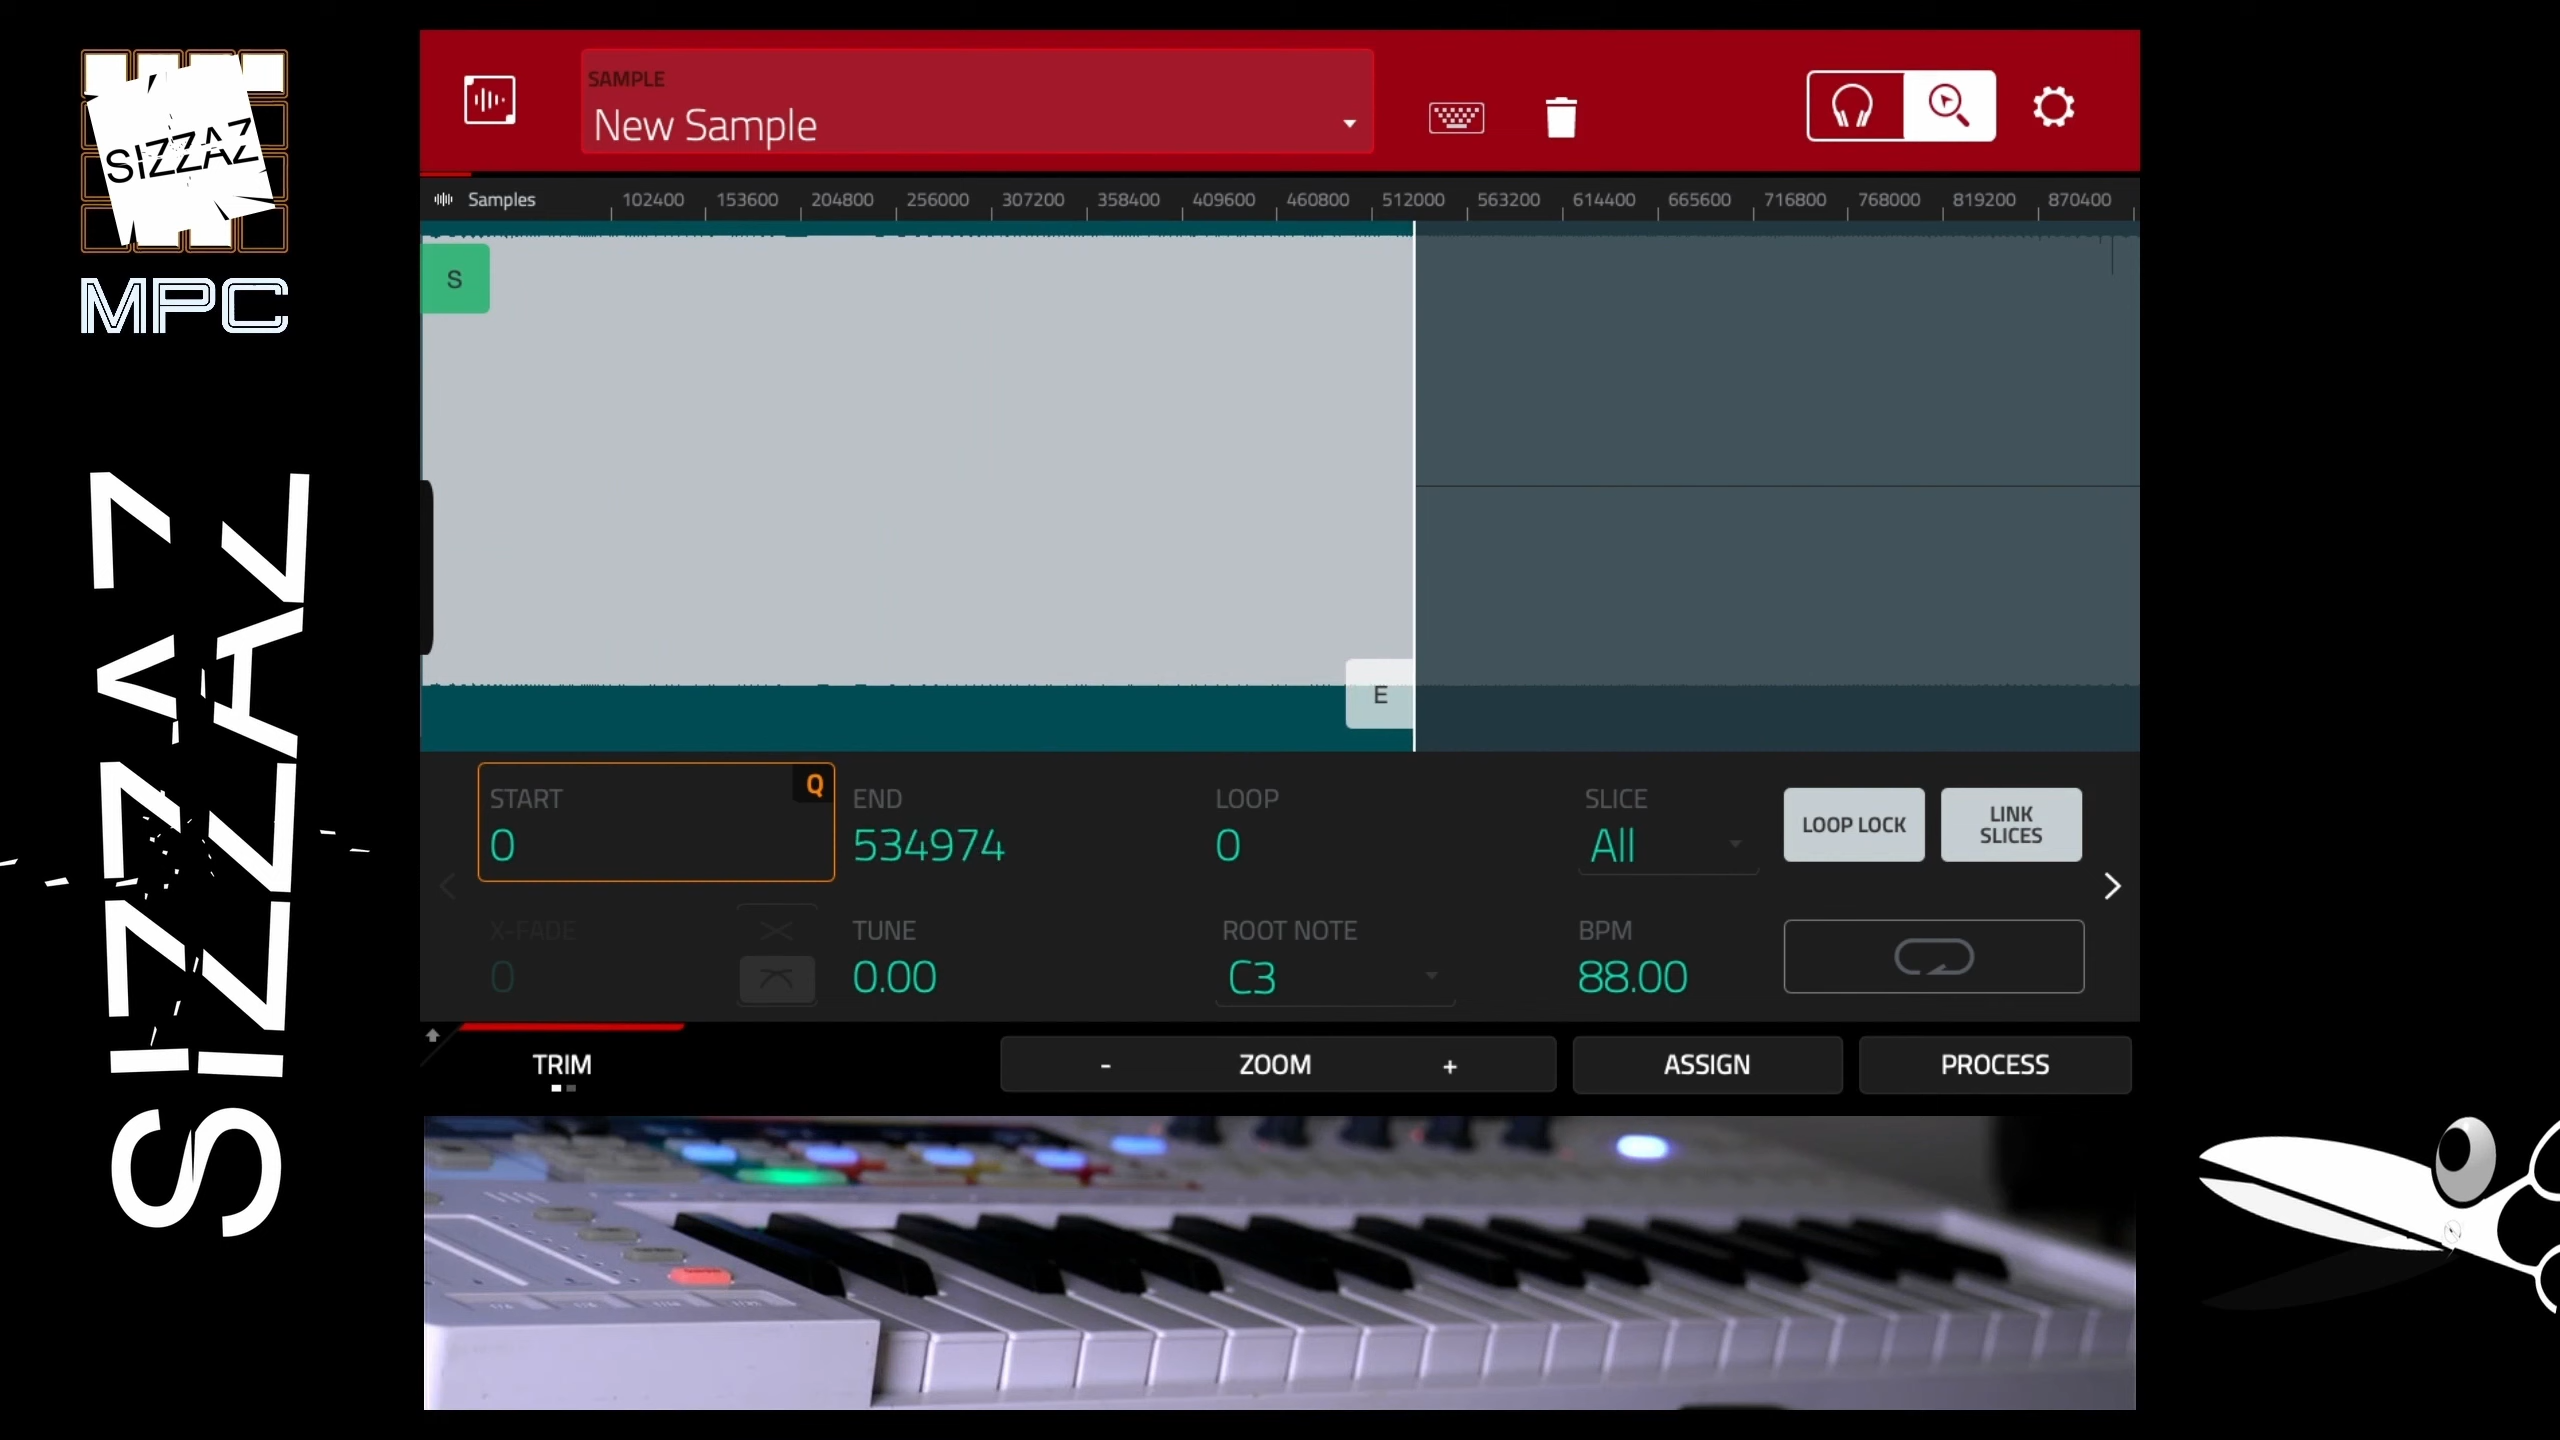 SIZZAZ
MPC
SIZZAZ
SAMPLE
New Sample
Samples 102400 153600 204800 256000 307200 358400 409600 460800 512000 563200 614400 665600 716800 768000 819200 870400
S
E
START Q END LOOP SLICE
0 534974 0 All
LOOP LOCK
LINK
SLICES
X-FADE TUNE ROOT NOTE BPM
0 0.00 C3 88.00
TRIM - ZOOM + ASSIGN PROCESS